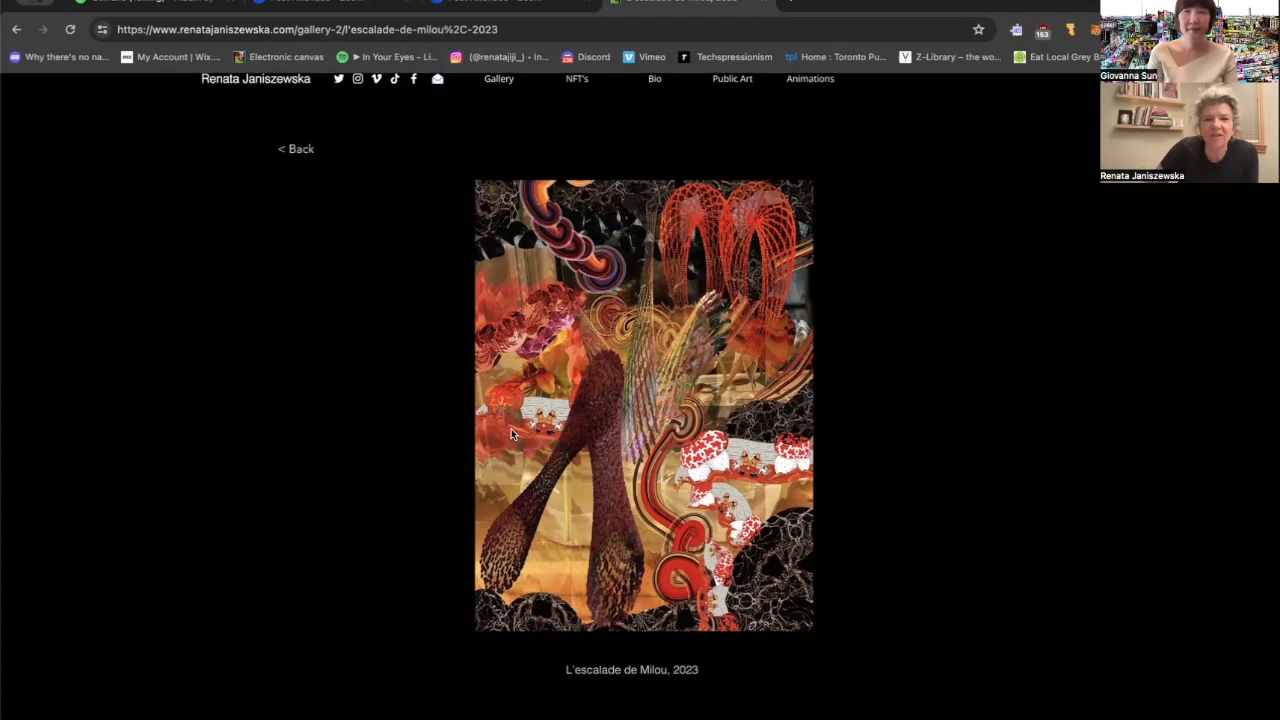 https://www.renatajaniszewska.com/gallery-2/l'escalade-de-milou%2C-2023
153
Why there's no na...
My Account | Wix....
Electronic canvas
► In Your Eyes - Li...
(@renatajiji_) • In...
Discord
Vimeo
Techspressionism
tpl Home : Toronto Pu...
Z-Library – the wo...
Eat Local Grey B
Giovanna Sun
Renata Janiszewska
Gallery
NFT's
Bio
Public Art
Animations
< Back
Renata Janiszewska
L'escalade de Milou, 2023